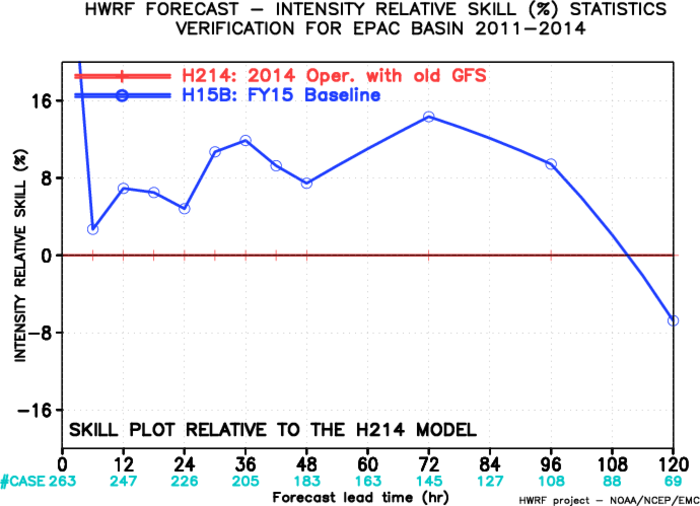 HWRF FORECAST – INTENSITY RELATIVE SKILL (%) STATISTICS
VERIFICATION FOR EPAC BASIN 2011–2014
H214: 2014 Oper. with old GFS
H15B: FY15 Baseline
INTENSITY RELATIVE SKILL (%)
16
8
0
–8
–16
SKILL PLOT RELATIVE TO THE H214 MODEL
0 12 24 36 48 60 72 84 96 108 120
#CASE 263 247 226 205 183 163 145 127 108 88 69
Forecast lead time (hr)
HWRF project – NOAA/NCEP/EMC